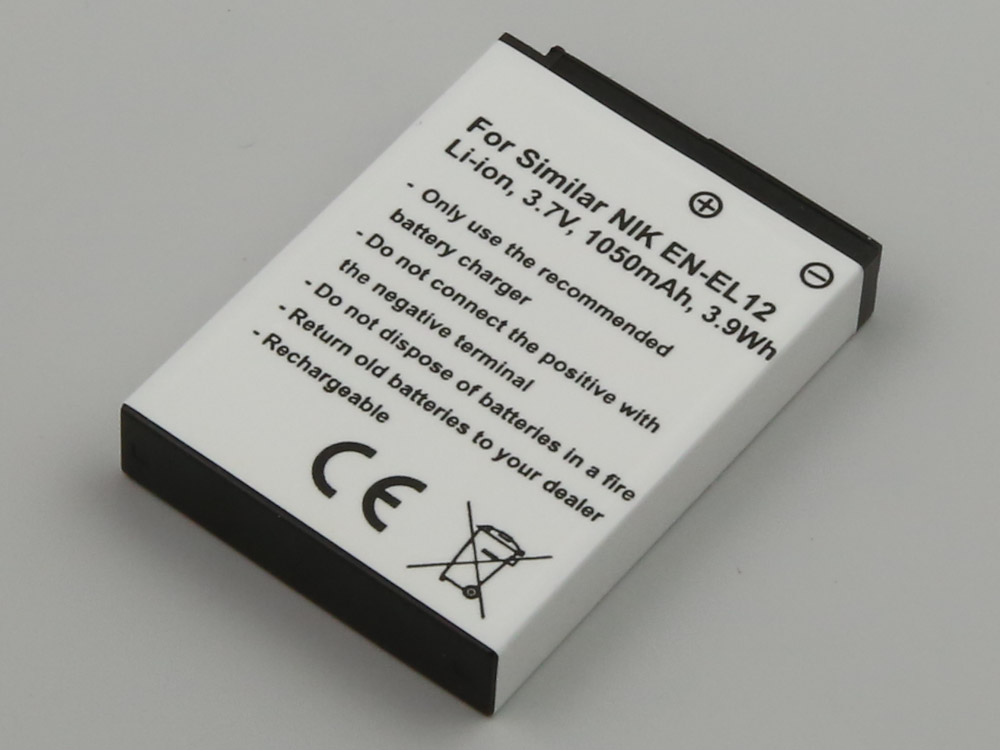 For Similar NIK EN-EL12
Li-ion, 3.7V, 1050mAh, 3.9Wh
- Only use the recommended
battery charger
- Do not connect the positive with
the negative terminal
- Do not dispose of batteries in a fire
- Return old batteries to your dealer
- Rechargeable
CE